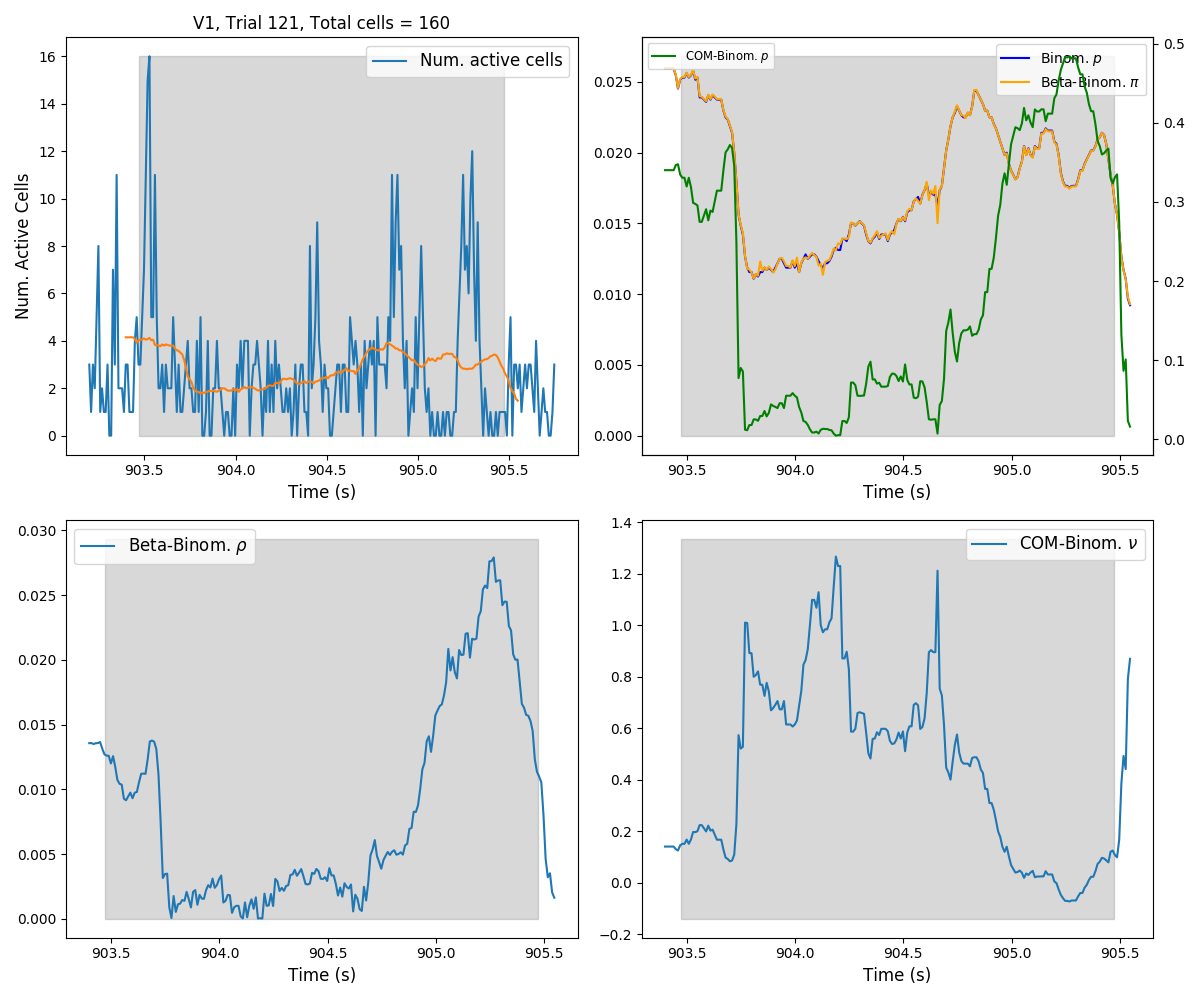 V1, Trial 121, Total cells = 160
Num. Active Cells
16
14
12
10
8
6
4
2
0
Num. active cells
903.5 904.0 904.5 905.0 905.5
Time (s)
0.025
0.020
0.015
0.010
0.005
0.000
COM-Binom. p
Binom. p
Beta-Binom. π
0.5
0.4
0.3
0.2
0.1
0.0
903.5 904.0 904.5 905.0 905.5
Time (s)
0.030
0.025
0.020
0.015
0.010
0.005
0.000
Beta-Binom. ρ
903.5 904.0 904.5 905.0 905.5
Time (s)
1.4
1.2
1.0
0.8
0.6
0.4
0.2
0.0
−0.2
COM-Binom. ν
903.5 904.0 904.5 905.0 905.5
Time (s)